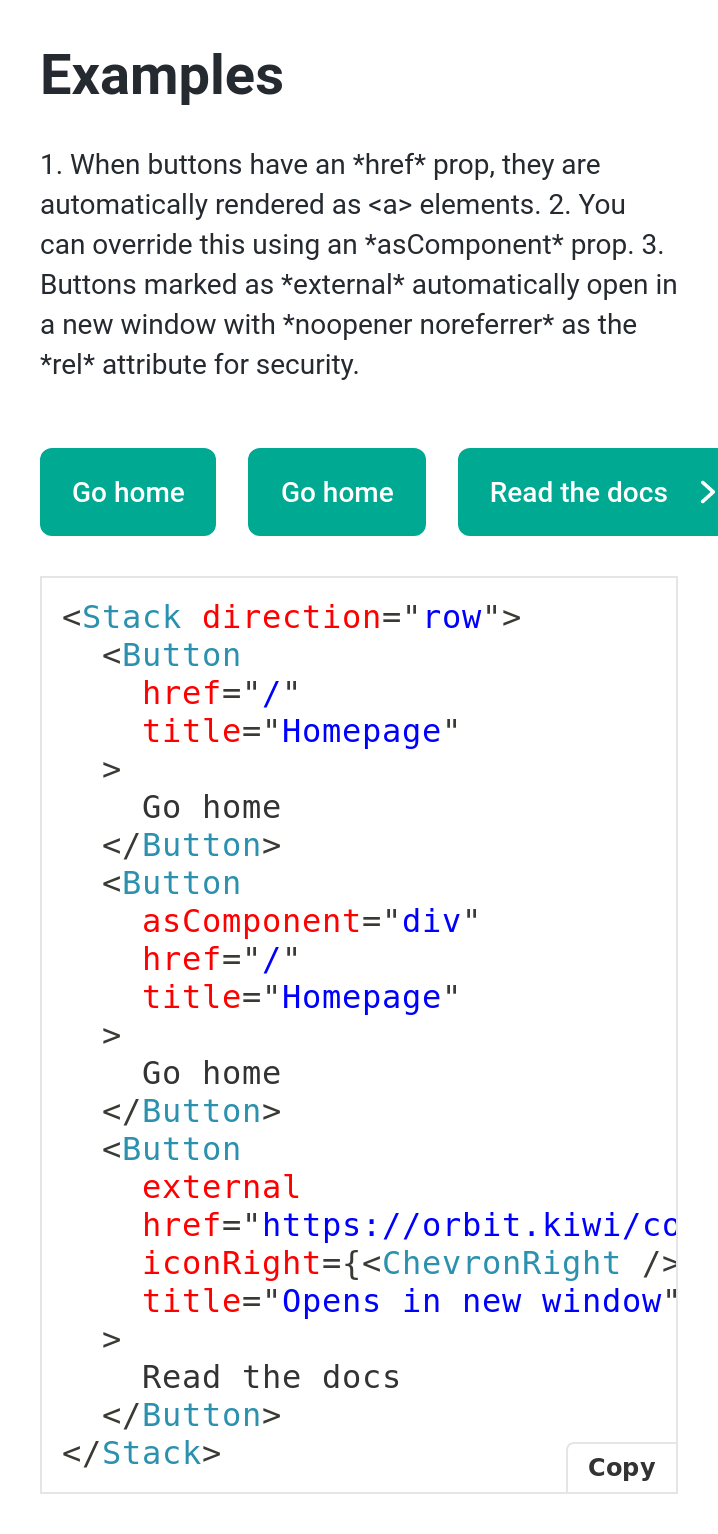 Examples
1. When buttons have an *href* prop, they are
automatically rendered as <a> elements. 2. You
can override this using an *asComponent* prop. 3.
Buttons marked as *external* automatically open in
a new window with *noopener noreferrer* as the
*rel* attribute for security.
Go home Go home Read the docs
<Stack direction="row">
  <Button
    href="/"
    title="Homepage"
  >
    Go home
  </Button>
  <Button
    asComponent="div"
    href="/"
    title="Homepage"
  >
    Go home
  </Button>
  <Button
    external
    href="https://orbit.kiwi/co
    iconRight={<ChevronRight />
    title="Opens in new window"
  >
    Read the docs
  </Button>
</Stack>
Copy